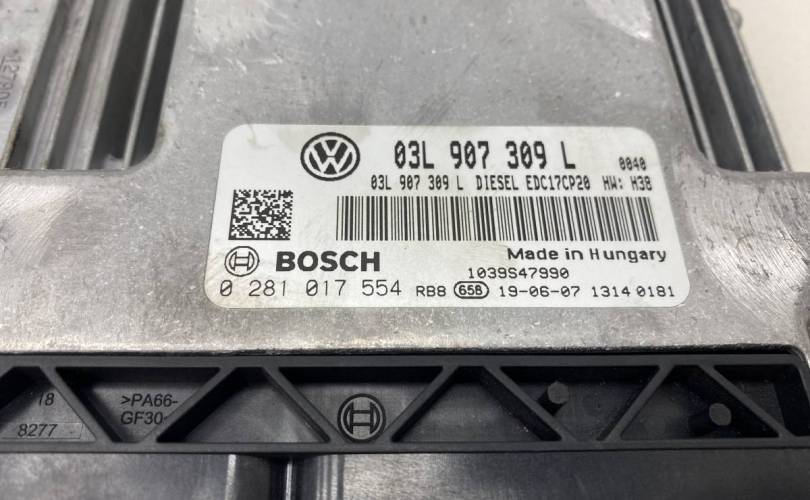 03L 907 309 L 0040
03L 907 309 L DIESEL EDC17CP20 HW: H38
Made in Hungary
BOSCH 1039S47990
0 281 017 554 RB8 658 19-06-07 1314 0181
18 >PA66-
8277 GF30